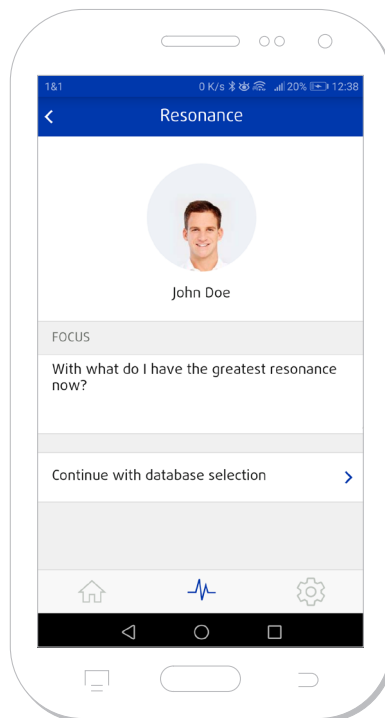 1&1 0 K/s 20% 12:38
Resonance
John Doe
FOCUS
With what do I have the greatest resonance
now?
Continue with database selection